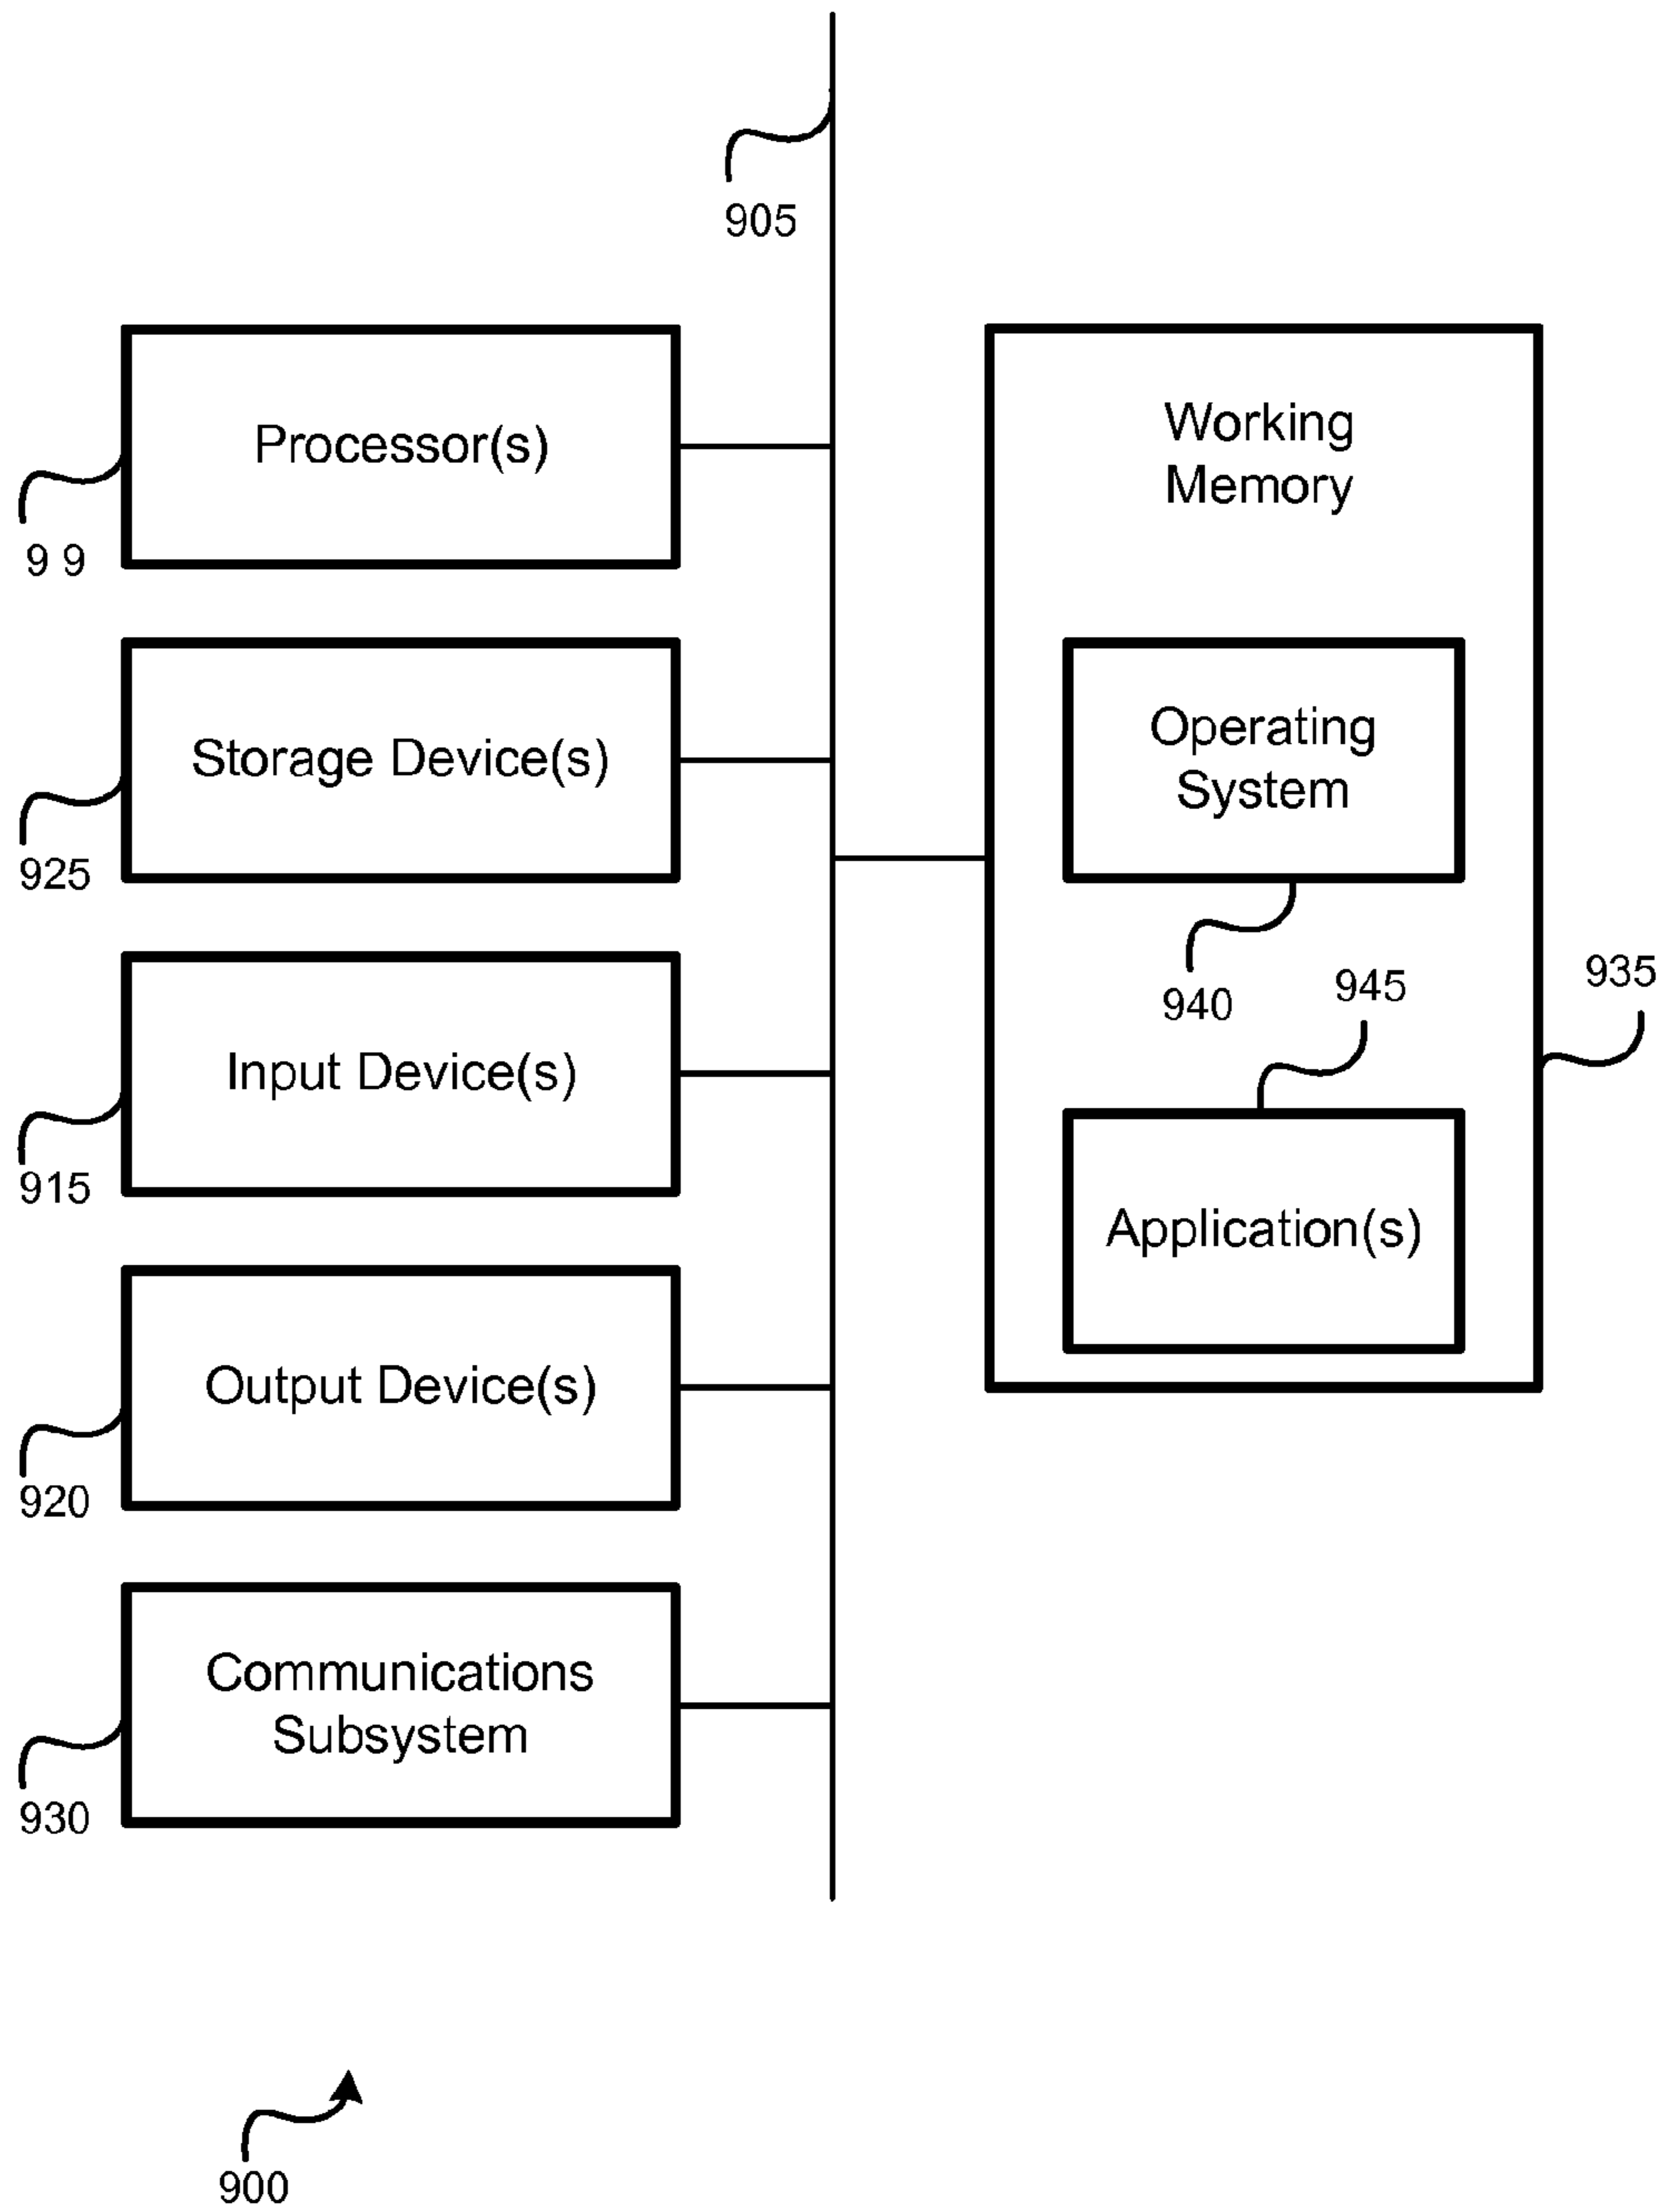 905
Processor(s)
9 9
Storage Device(s)
925
Input Device(s)
915
Output Device(s)
920
Communications
Subsystem
930
Working
Memory
Operating
System
940
945
935
Application(s)
900